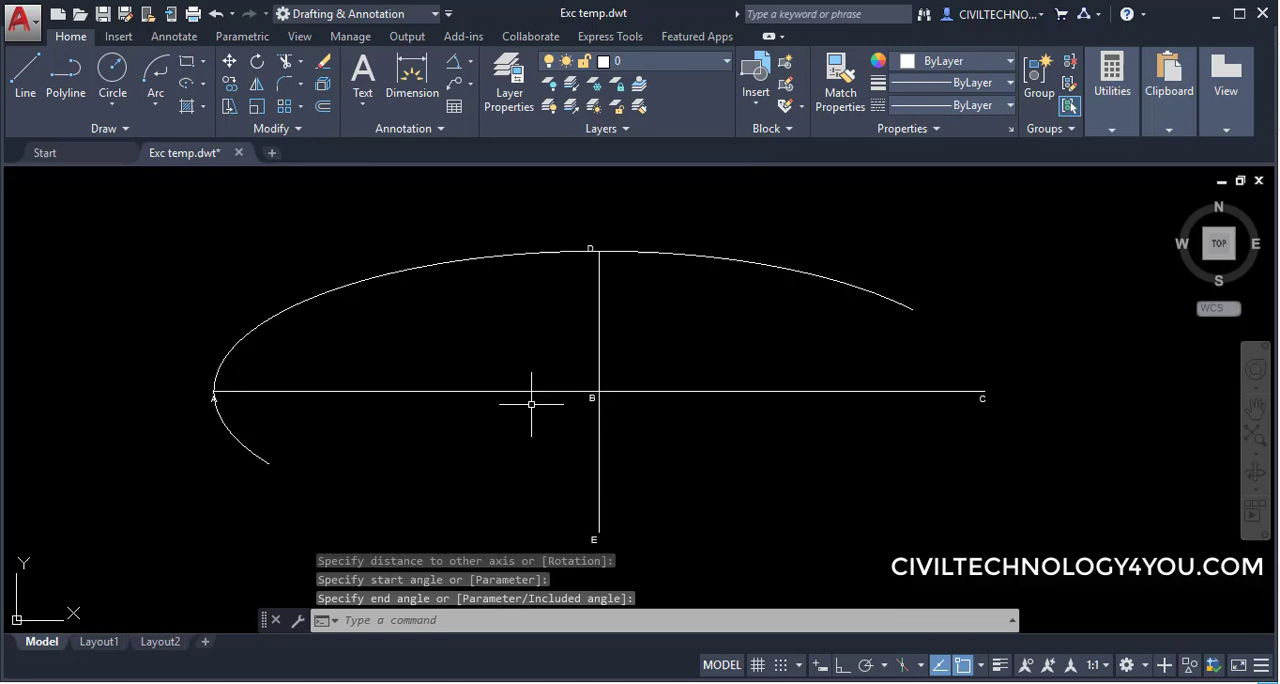 A
Drafting & Annotation
Exc temp.dwt
Type a keyword or phrase
CIVILTECHNO...
?
Home Insert Annotate Parametric View Manage Output Add-ins Collaborate Express Tools Featured Apps
Line Polyline Circle Arc
A
Text Dimension
Layer Properties
0
Insert
Match Properties
ByLayer
ByLayer
ByLayer
Group
Utilities Clipboard View
Draw Modify Annotation Layers Block Properties Groups
Start Exc temp.dwt*
N
W TOP E
S
WCS
D
A B C
E
Specify distance to other axis or [Rotation]:
Specify start angle or [Parameter]:
Specify end angle or [Parameter/Included angle]:
CIVILTECHNOLOGY4YOU.COM
Y
X
Type a command
Model Layout1 Layout2 +
MODEL 1:1